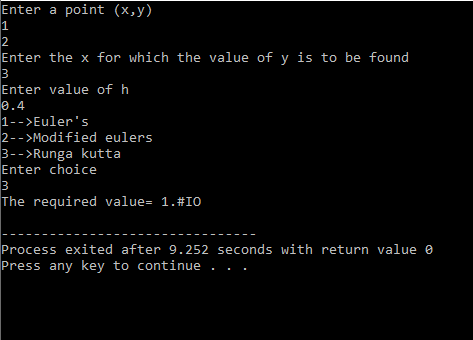 Enter a point (x,y)
1
2
Enter the x for which the value of y is to be found
3
Enter value of h
0.4
1-->Euler's
2-->Modified eulers
3-->Runga kutta
Enter choice
3
The required value= 1.#IO

--------------------------------
Process exited after 9.252 seconds with return value 0
Press any key to continue . . .